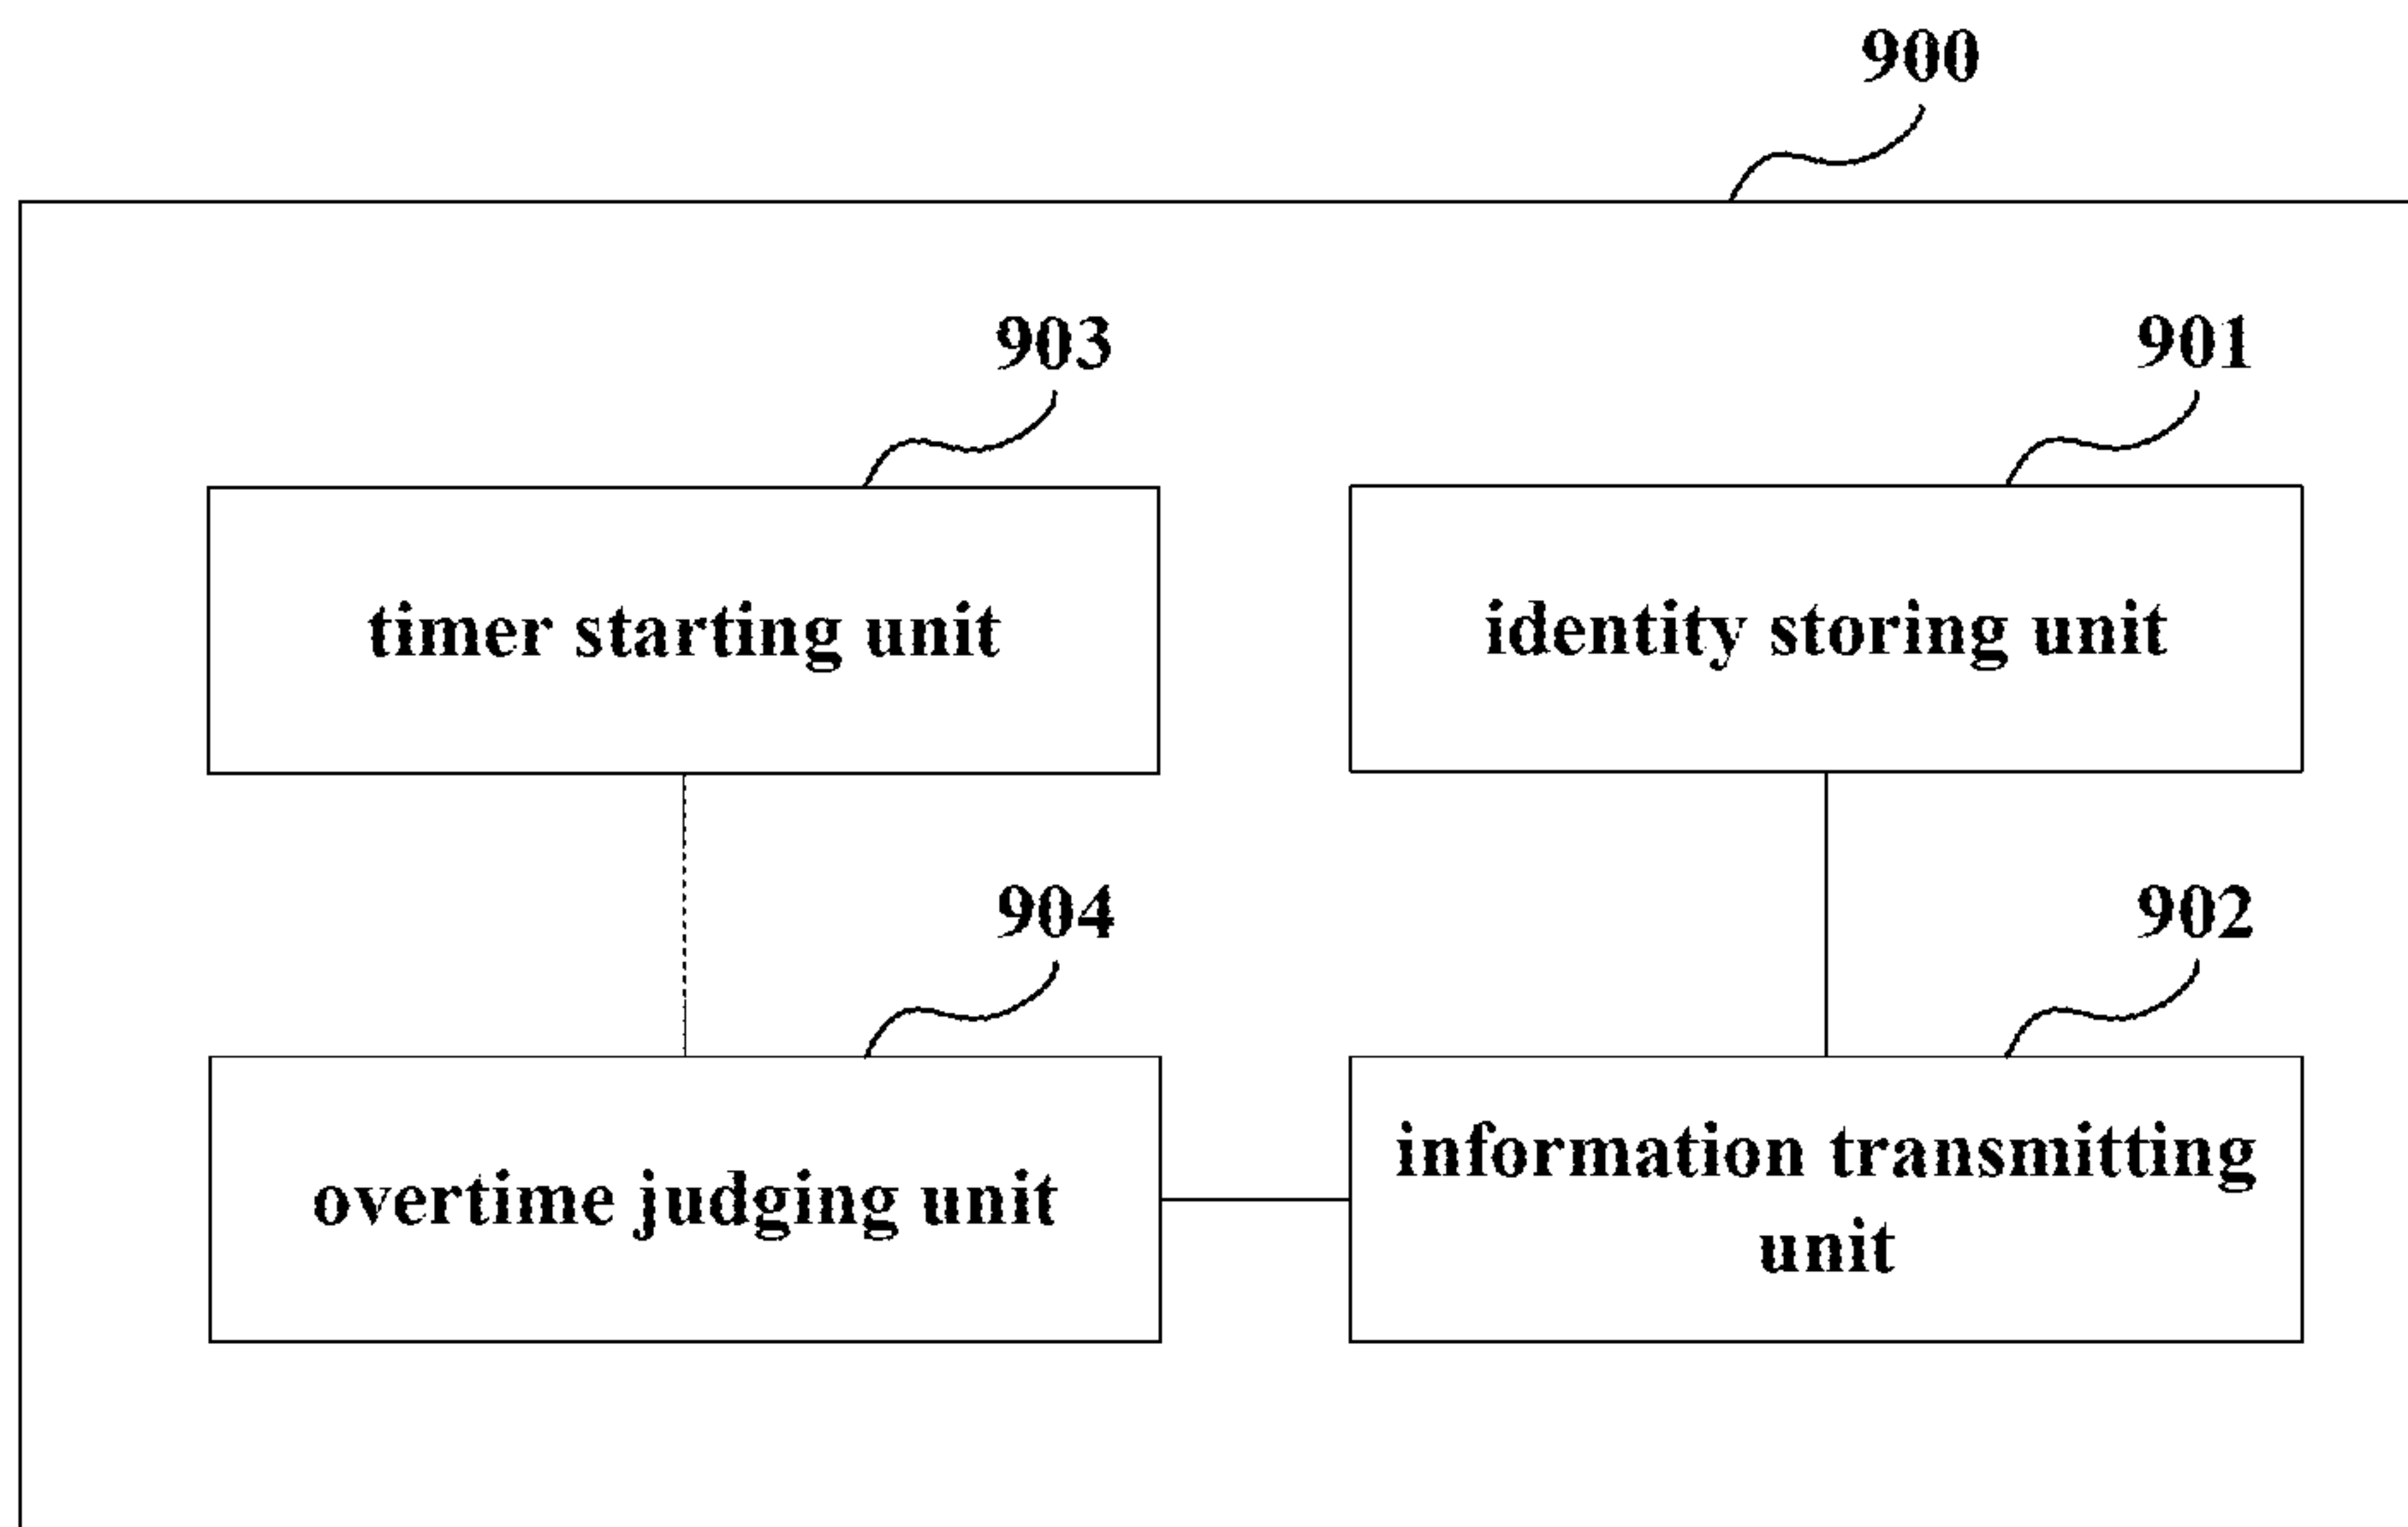 900
903
901
timer starting unit
identity storing unit
904
902
overtime judging unit
information transmitting
unit